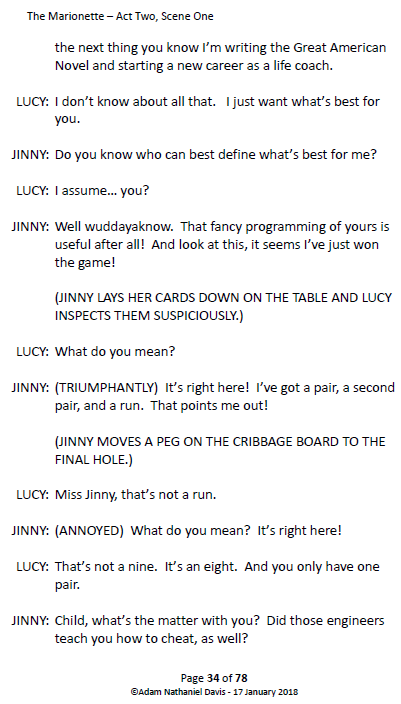 The Marionette – Act Two, Scene One
the next thing you know I'm writing the Great American
Novel and starting a new career as a life coach.
LUCY: I don't know about all that.   I just want what's best for
you.
JINNY: Do you know who can best define what's best for me?
LUCY: I assume... you?
JINNY: Well wuddayaknow.  That fancy programming of yours is
useful after all!  And look at this, it seems I've just won
the game!
(JINNY LAYS HER CARDS DOWN ON THE TABLE AND LUCY
INSPECTS THEM SUSPICIOUSLY.)
LUCY: What do you mean?
JINNY: (TRIUMPHANTLY)  It's right here!  I've got a pair, a second
pair, and a run.  That points me out!
(JINNY MOVES A PEG ON THE CRIBBAGE BOARD TO THE
FINAL HOLE.)
LUCY: Miss Jinny, that's not a run.
JINNY: (ANNOYED)  What do you mean?  It's right here!
LUCY: That's not a nine.  It's an eight.  And you only have one
pair.
JINNY: Child, what's the matter with you?  Did those engineers
teach you how to cheat, as well?
Page 34 of 78
©Adam Nathaniel Davis - 17 January 2018